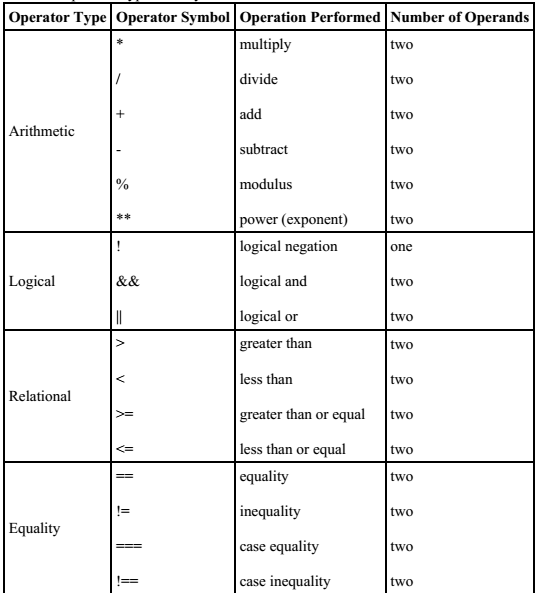 Operator Type Operator Symbol Operation Performed Number of Operands
Arithmetic
* multiply two
/ divide two
+ add two
- subtract two
% modulus two
** power (exponent) two
Logical
! logical negation one
&& logical and two
|| logical or two
Relational
> greater than two
< less than two
>= greater than or equal two
<= less than or equal two
Equality
== equality two
!= inequality two
=== case equality two
!== case inequality two